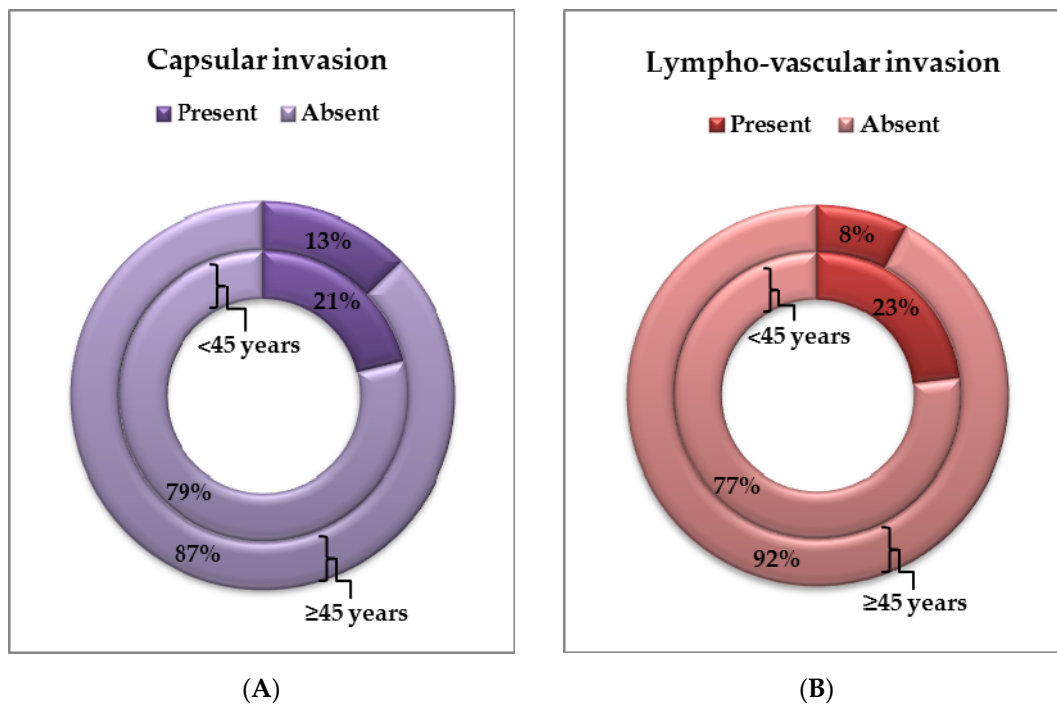 Capsular invasion
Present Absent
13%
21%
<45 years
79%
87%
≥45 years
(A)
Lympho-vascular invasion
Present Absent
8%
23%
<45 years
77%
92%
≥45 years
(B)